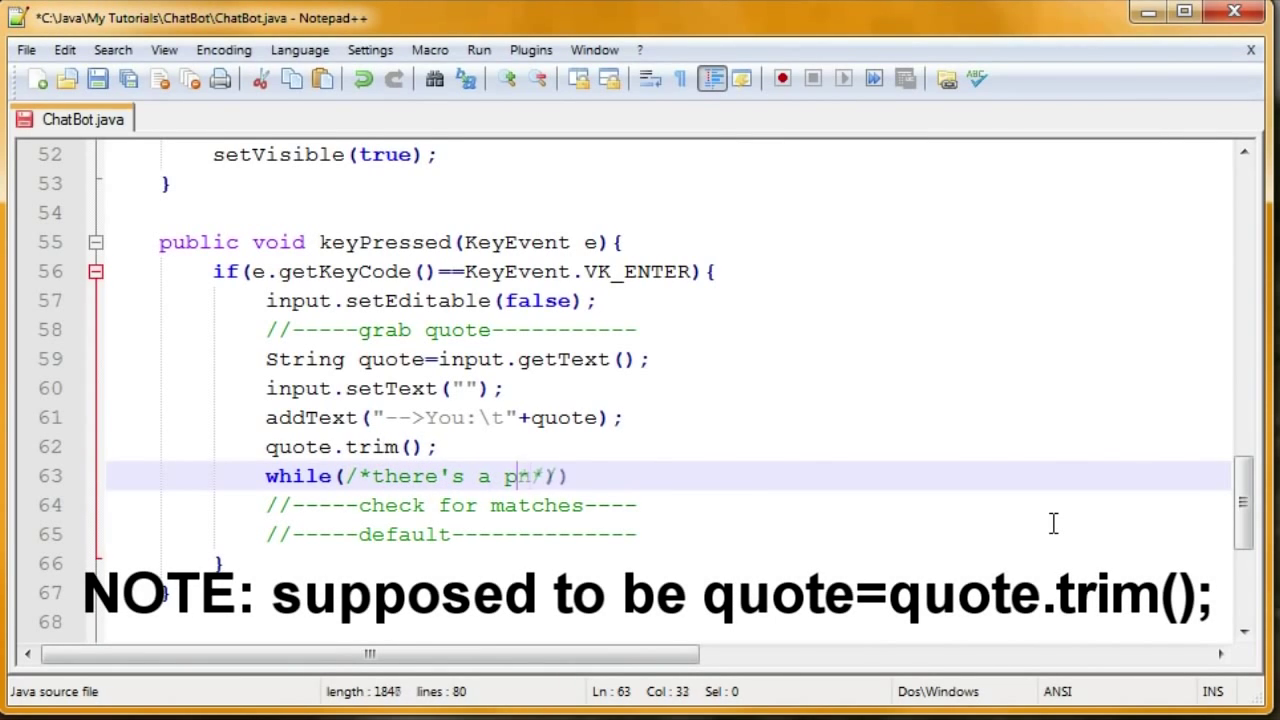 *C:\Java\My Tutorials\ChatBot\ChatBot.java - Notepad++
File Edit Search View Encoding Language Settings Macro Run Plugins Window ? X
ChatBot.java
52 setVisible(true);
53 }
54
55 public void keyPressed(KeyEvent e){
56 if(e.getKeyCode()==KeyEvent.VK_ENTER){
57 input.setEditable(false);
58 //-----grab quote-----------
59 String quote=input.getText();
60 input.setText("");
61 addText("-->You:\t"+quote);
62 quote.trim();
63 while(/*there's a
64 //-----check for matches----
65 //-----default--------------
66 }
67 }
68
NOTE: supposed to be quote=quote.trim();
Java source file length : lines : 80 Ln : 63 Col : Sel : 0 Dos\Windows ANSI INS